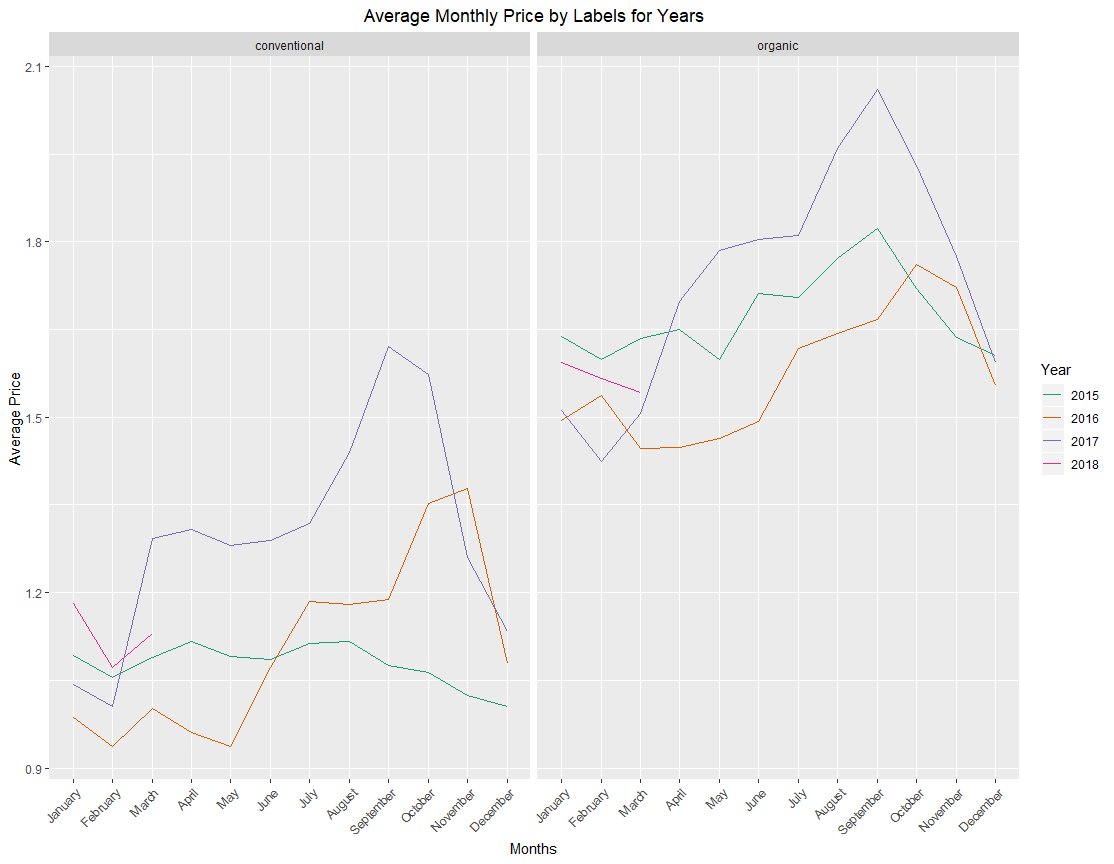 Average Monthly Price by Labels for Years
conventional
organic
2.1
1.8
1.5
1.2
0.9
Average Price
January
February
March
April
May
June
July
August
September
October
November
December
January
February
March
April
May
June
July
August
September
October
November
December
Months
Year
2015
2016
2017
2018